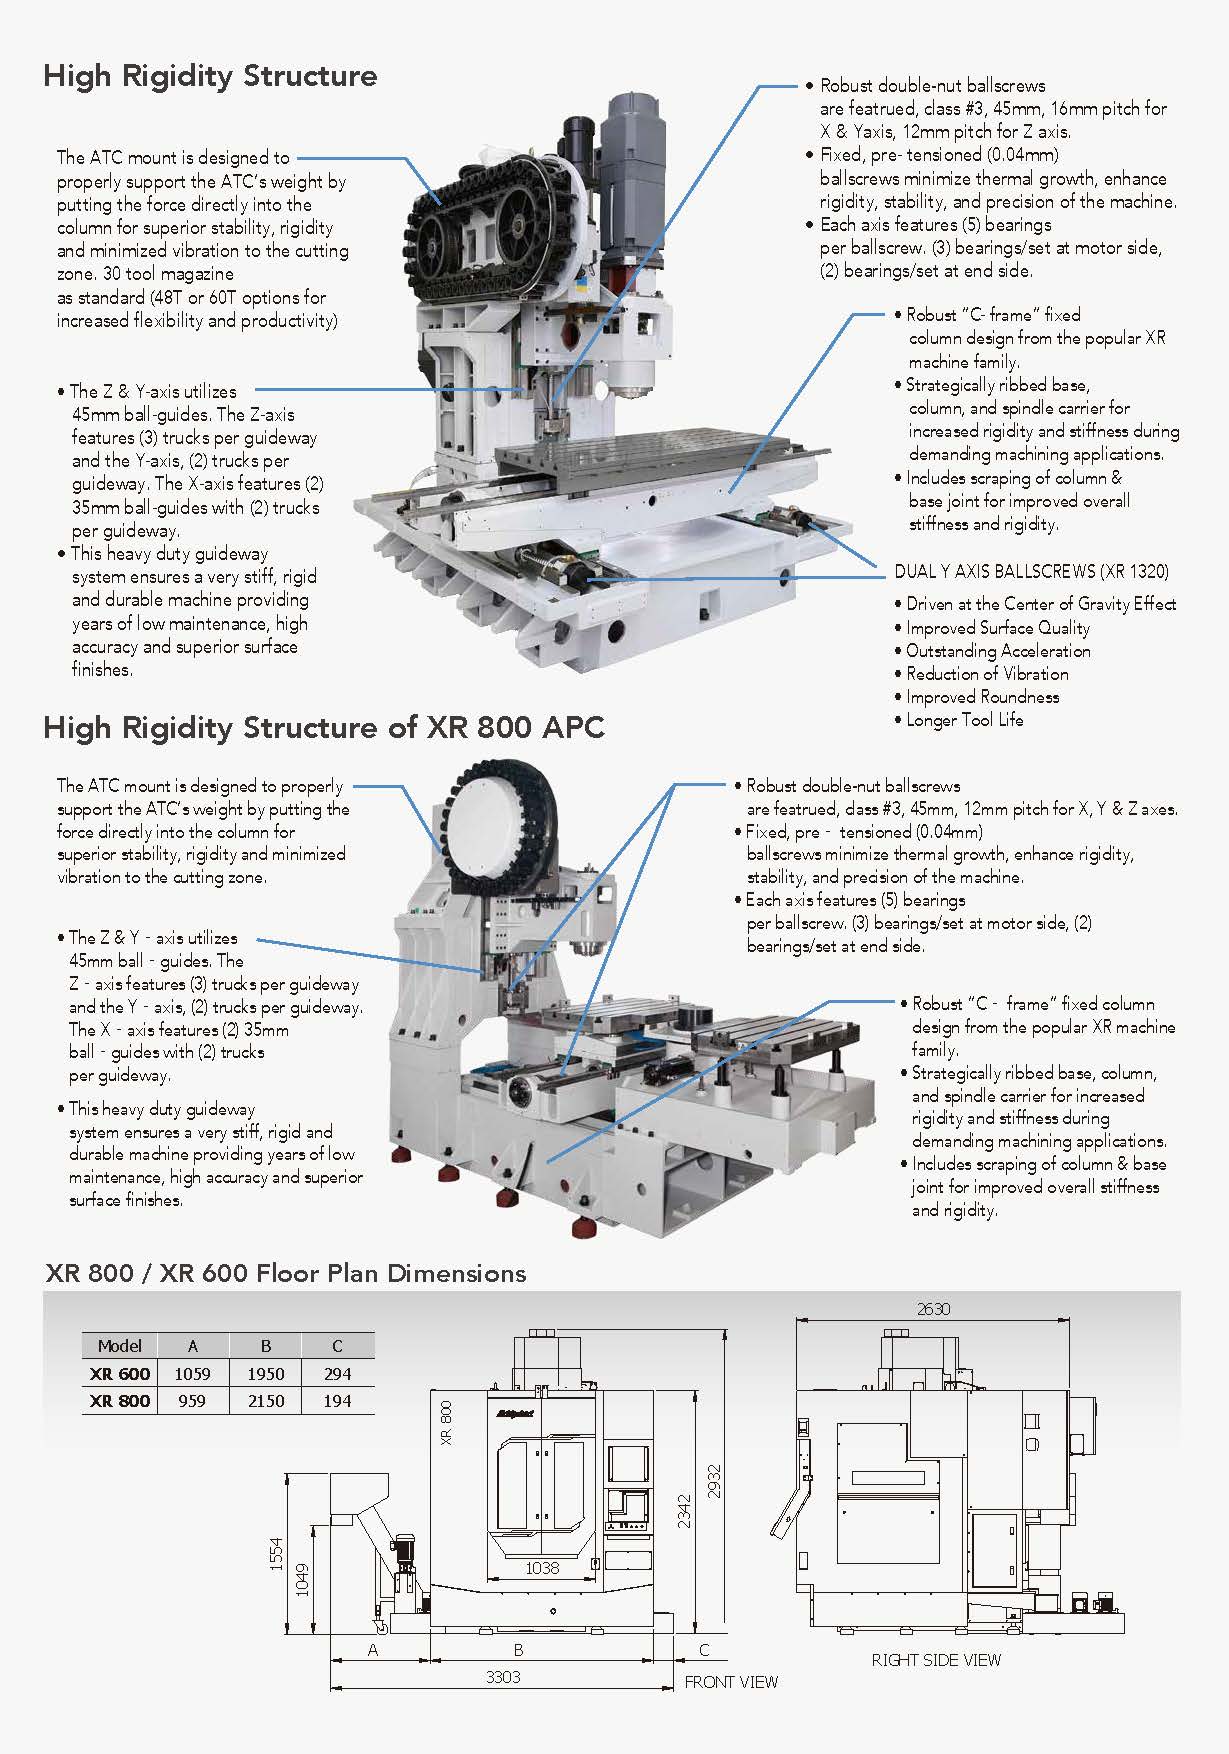 High Rigidity Structure
The ATC mount is designed to
properly support the ATC's weight by
putting the force directly into the
column for superior stability, rigidity
and minimized vibration to the cutting
zone. 30 tool magazine
as standard (48T or 60T options for
increased flexibility and productivity)
• The Z & Y-axis utilizes
45mm ball-guides. The Z-axis
features (3) trucks per guideway
and the Y-axis, (2) trucks per
guideway. The X-axis features (2)
35mm ball-guides with (2) trucks
per guideway.
• This heavy duty guideway
system ensures a very stiff, rigid
and durable machine providing
years of low maintenance, high
accuracy and superior surface
finishes.
• Robust double-nut ballscrews
are featrued, class #3, 45mm, 16mm pitch for
X & Yaxis, 12mm pitch for Z axis.
• Fixed, pre- tensioned (0.04mm)
ballscrews minimize thermal growth, enhance
rigidity, stability, and precision of the machine.
• Each axis features (5) bearings
per ballscrew. (3) bearings/set at motor side,
(2) bearings/set at end side.
• Robust "C- frame" fixed
column design from the popular XR
machine family.
• Strategically ribbed base,
column, and spindle carrier for
increased rigidity and stiffness during
demanding machining applications.
• Includes scraping of column &
base joint for improved overall
stiffness and rigidity.
DUAL Y AXIS BALLSCREWS (XR 1320)
• Driven at the Center of Gravity Effect
• Improved Surface Quality
• Outstanding Acceleration
• Reduction of Vibration
• Improved Roundness
• Longer Tool Life
High Rigidity Structure of XR 800 APC
The ATC mount is designed to properly
support the ATC's weight by putting the
force directly into the column for
superior stability, rigidity and minimized
vibration to the cutting zone.
• The Z & Y - axis utilizes
45mm ball - guides. The
Z - axis features (3) trucks per guideway
and the Y - axis, (2) trucks per guideway.
The X - axis features (2) 35mm
ball - guides with (2) trucks
per guideway.
• This heavy duty guideway
system ensures a very stiff, rigid and
durable machine providing years of low
maintenance, high accuracy and superior
surface finishes.
• Robust double-nut ballscrews
are featrued, class #3, 45mm, 12mm pitch for X, Y & Z axes.
• Fixed, pre - tensioned (0.04mm)
ballscrews minimize thermal growth, enhance rigidity,
stability, and precision of the machine.
• Each axis features (5) bearings
per ballscrew. (3) bearings/set at motor side, (2)
bearings/set at end side.
• Robust "C - frame" fixed column
design from the popular XR machine
family.
• Strategically ribbed base, column,
and spindle carrier for increased
rigidity and stiffness during
demanding machining applications.
• Includes scraping of column & base
joint for improved overall stiffness
and rigidity.
XR 800 / XR 600 Floor Plan Dimensions
Model A B C
XR 600 1059 1950 294
XR 800 959 2150 194
XR 800
1554
1049
1038
2342
2932
A B C
3303
FRONT VIEW
2630
RIGHT SIDE VIEW